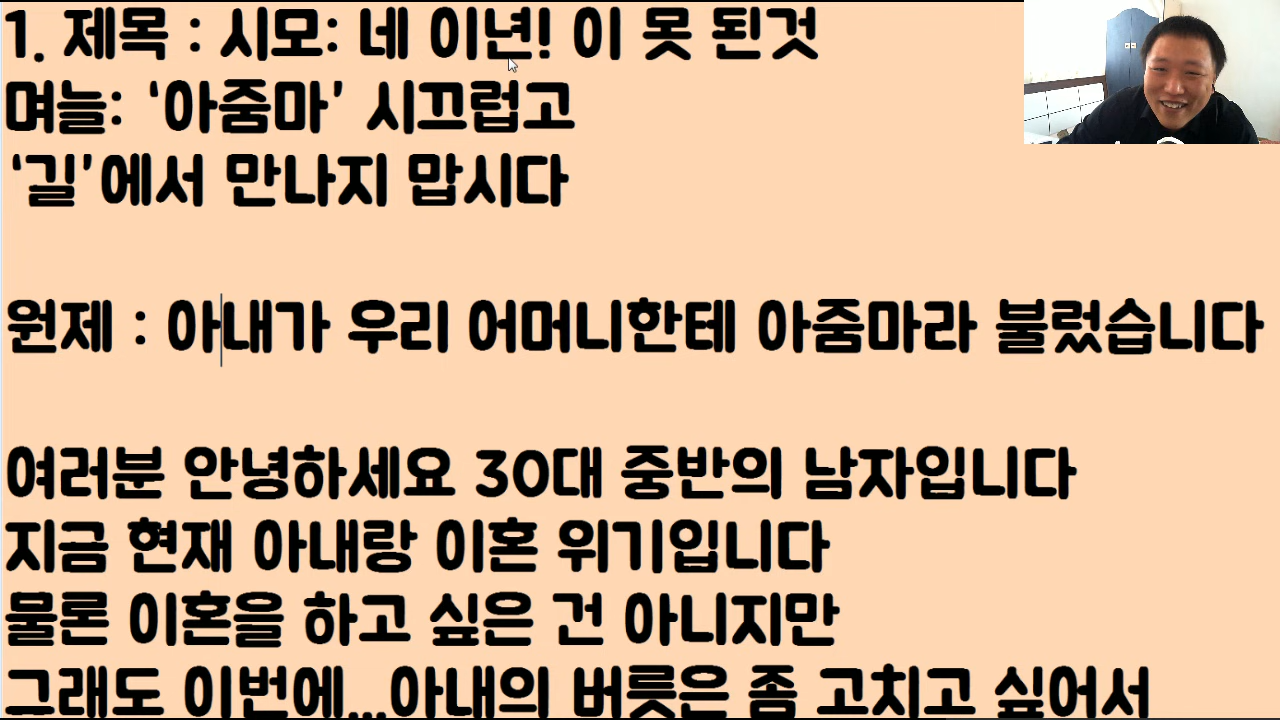 1. 제목 : 시모: 네 이년! 이 못 된것
며늘: ‘아줌마’ 시끄럽고
‘길’에서 만나지 맙시다
원제 : 아내가 우리 어머니한테 아줌마라 불렀습니다
여러분 안녕하세요 30대 중반의 남자입니다
지금 현재 아내랑 이혼 위기입니다
물론 이혼을 하고 싶은 건 아니지만
그래도 이번에...아내의 버릇은 좀 고치고 싶어서